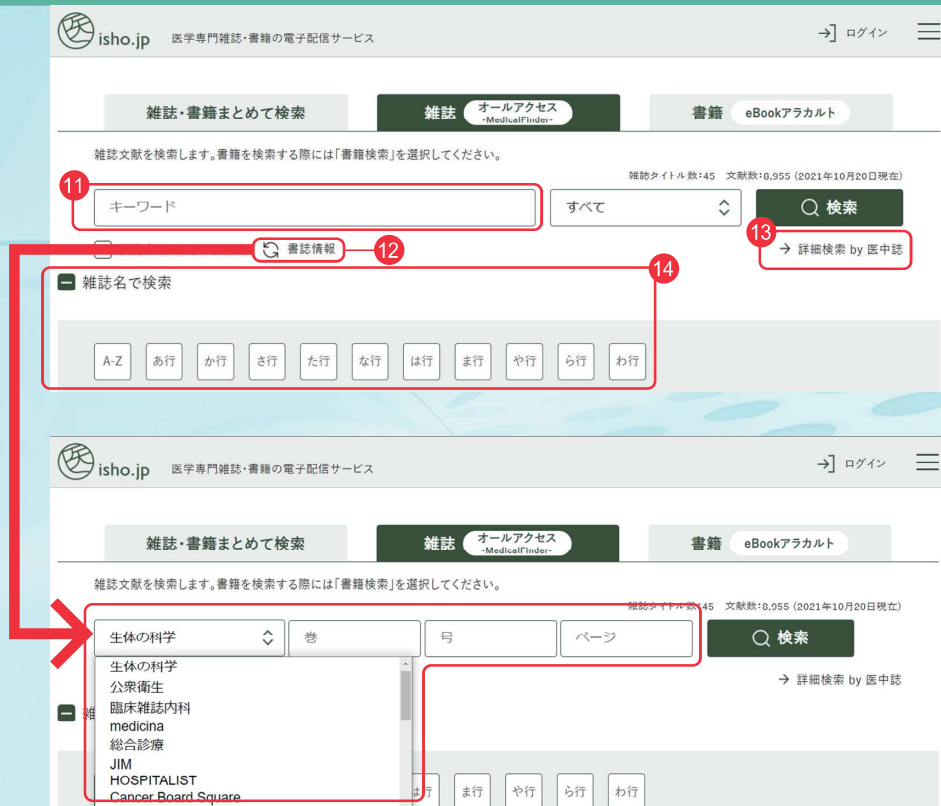 医 isho.jp 医学専門雑誌・書籍の電子配信サービス ログイン
雑誌・書籍まとめて検索 雑誌 オールアクセス -MedicalFinder- 書籍 eBookアラカルト
雑誌文献を検索します。書籍を検索する際には「書籍検索」を選択してください。
雑誌タイトル数:45 文献数:8,955 (2021年10月20日現在)
11
キーワード すべて 検索
書誌情報 12 13 → 詳細検索 by 医中誌
14
雑誌名で検索
A-Z あ行 か行 さ行 た行 な行 は行 ま行 や行 ら行 わ行
医 isho.jp 医学専門雑誌・書籍の電子配信サービス ログイン
雑誌・書籍まとめて検索 雑誌 オールアクセス -MedicalFinder- 書籍 eBookアラカルト
雑誌文献を検索します。書籍を検索する際には「書籍検索」を選択してください。
雑誌タイトル数:45 文献数:8,955 (2021年10月20日現在)
生体の科学 巻 号 ページ 検索
→ 詳細検索 by 医中誌
生体の科学
公衆衛生
臨床雑誌内科
medicina
総合診療
JIM
HOSPITALIST
Cancer Board Square
雑
は行 ま行 や行 ら行 わ行